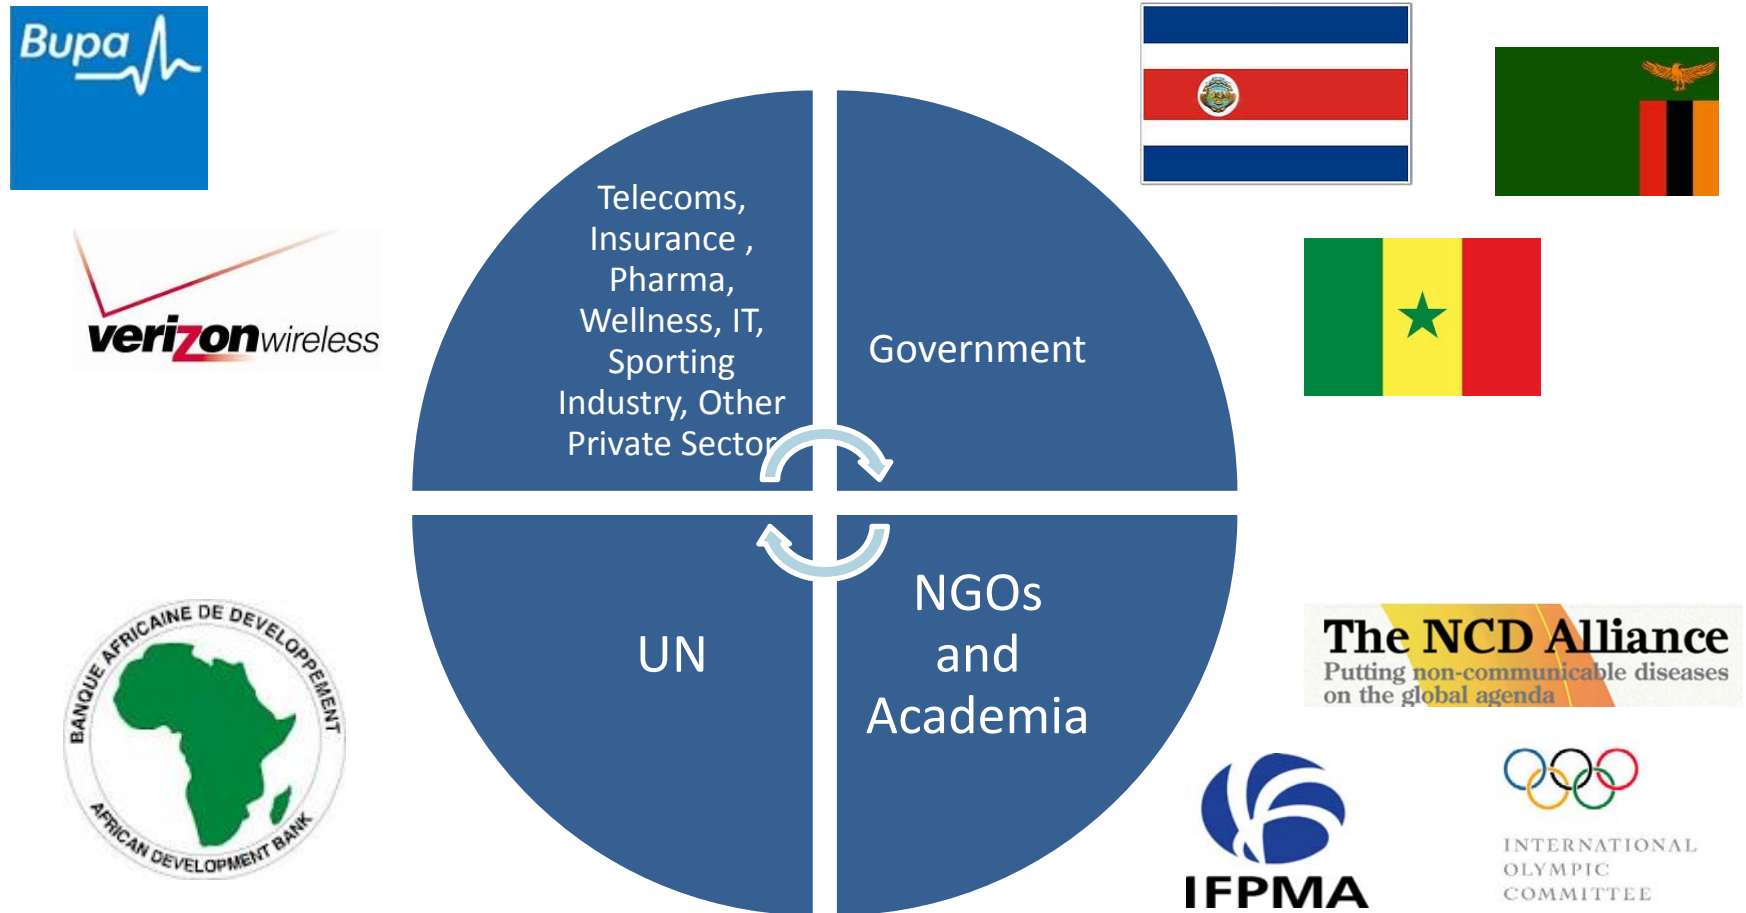 Bupa
verizonwireless
Telecoms,
Insurance ,
Pharma,
Wellness, IT,
Sporting
Industry, Other
Private Sector
Government
UN
NGOs
and
Academia
BANQUE AFRICAINE DE DEVELOPPEMENT
AFRICAN DEVELOPMENT BANK
The NCD Alliance
Putting non-communicable diseases
on the global agenda
IFPMA
INTERNATIONAL
OLYMPIC
COMMITTEE